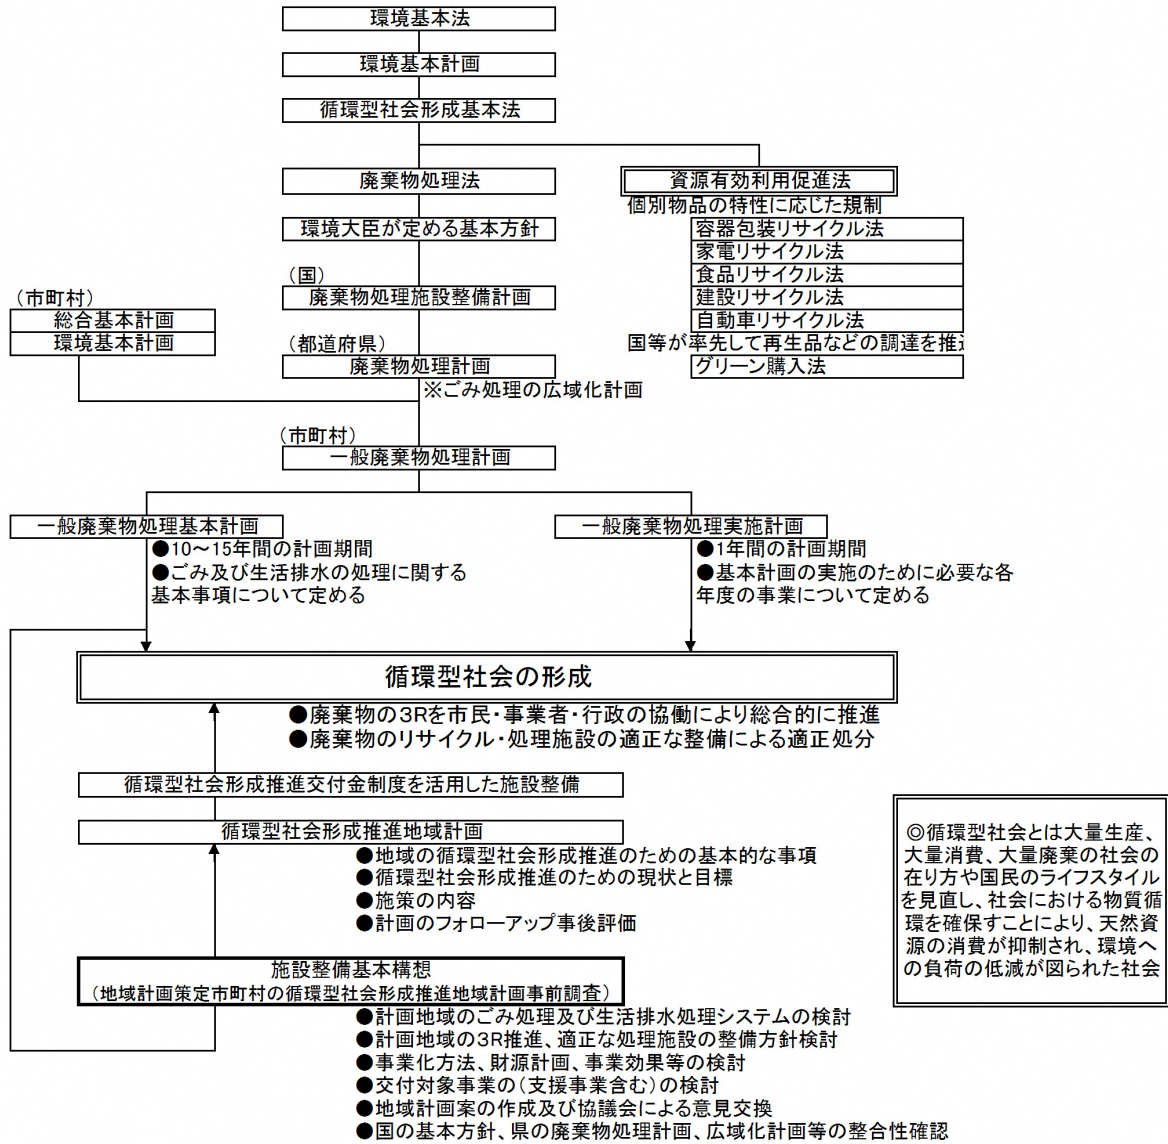 環境基本法
環境基本計画
循環型社会形成基本法
廃棄物処理法
資源有効利用促進法
個別物品の特性に応じた規制
環境大臣が定める基本方針
容器包装リサイクル法
家電リサイクル法
食品リサイクル法
建設リサイクル法
自動車リサイクル法
国等が率先して再生品などの調達を推進
グリーン購入法
（国）
廃棄物処理施設整備計画
（市町村）
総合基本計画
環境基本計画
（都道府県）
廃棄物処理計画
※ごみ処理の広域化計画
（市町村）
一般廃棄物処理計画
一般廃棄物処理基本計画
●10～15年間の計画期間
●ごみ及び生活排水の処理に関する
基本事項について定める
一般廃棄物処理実施計画
●1年間の計画期間
●基本計画の実施のために必要な各
年度の事業について定める
循環型社会の形成
●廃棄物の3Rを市民・事業者・行政の協働により総合的に推進
●廃棄物のリサイクル・処理施設の適正な整備による適正処分
循環型社会形成推進交付金制度を活用した施設整備
循環型社会形成推進地域計画
●地域の循環型社会形成推進のための基本的な事項
●循環型社会形成推進のための現状と目標
●施策の内容
●計画のフォローアップ事後評価
◎循環型社会とは大量生産、
大量消費、大量廃棄の社会の
在り方や国民のライフスタイル
を見直し、社会における物質循
環を確保すことにより、天然資
源の消費が抑制され、環境へ
の負荷の低減が図られた社会
施設整備基本構想
（地域計画策定市町村の循環型社会形成推進地域計画事前調査）
●計画地域のごみ処理及び生活排水処理システムの検討
●計画地域の3R推進、適正な処理施設の整備方針検討
●事業化方法、財源計画、事業効果等の検討
●交付対象事業の（支援事業含む）の検討
●地域計画案の作成及び協議会による意見交換
●国の基本方針、県の廃棄物処理計画、広域化計画等の整合性確認